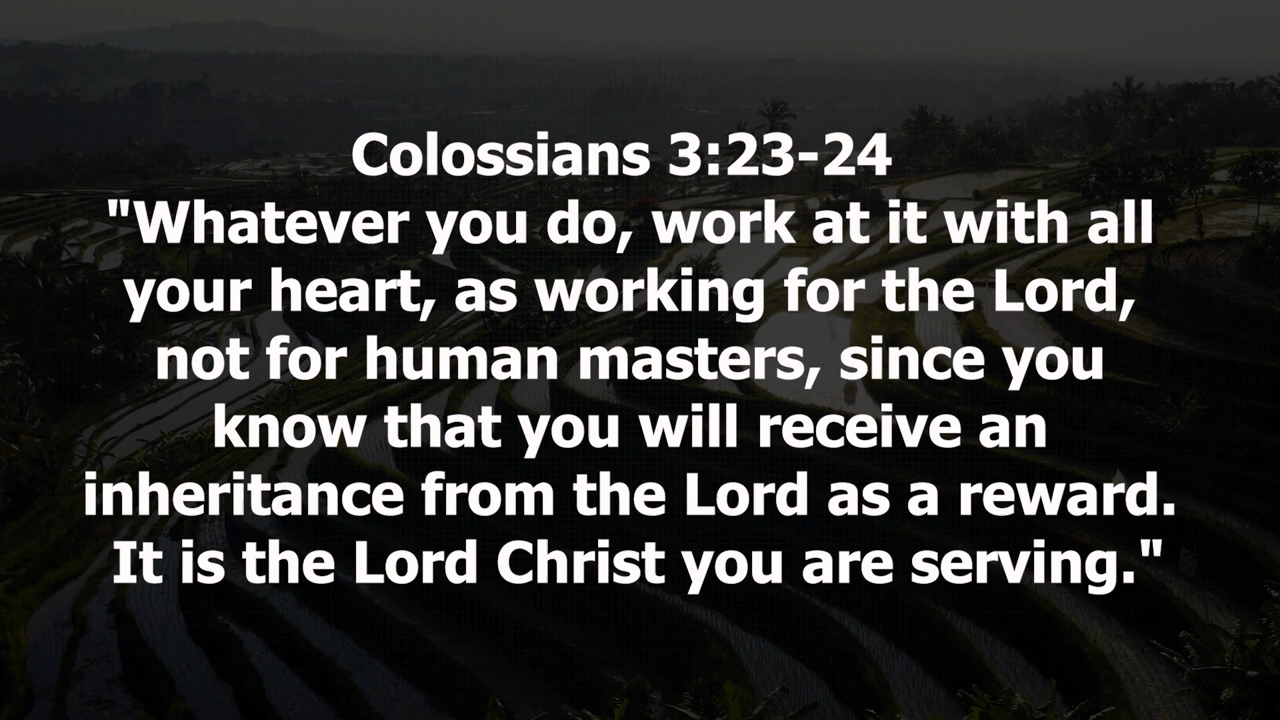 Colossians 3:23-24
"Whatever you do, work at it with all
your heart, as working for the Lord,
not for human masters, since you
know that you will receive an
inheritance from the Lord as a reward.
It is the Lord Christ you are serving."